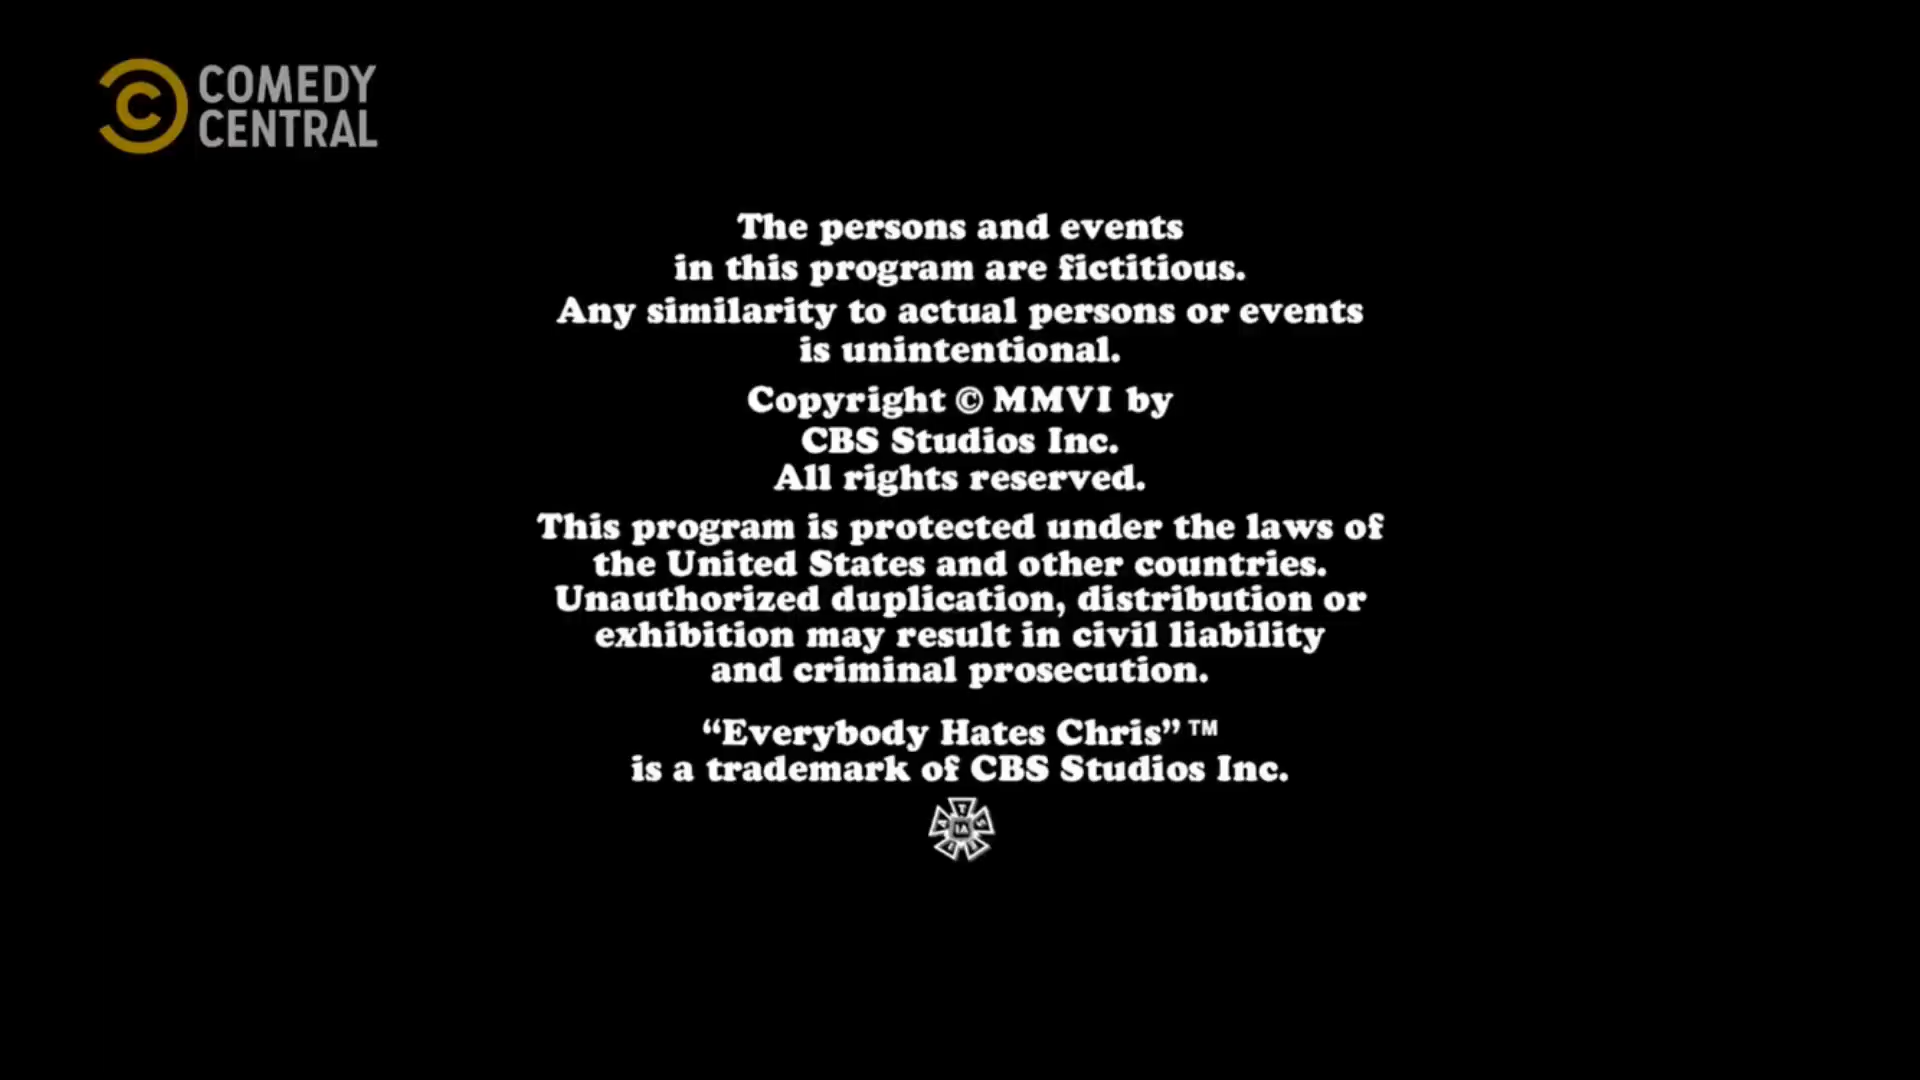 COMEDY
CENTRAL
The persons and events
in this program are fictitious.
Any similarity to actual persons or events
is unintentional.
Copyright © MMVI by
CBS Studios Inc.
All rights reserved.
This program is protected under the laws of
the United States and other countries.
Unauthorized duplication, distribution or
exhibition may result in civil liability
and criminal prosecution.
“Everybody Hates Chris” ™
is a trademark of CBS Studios Inc.
IATSE